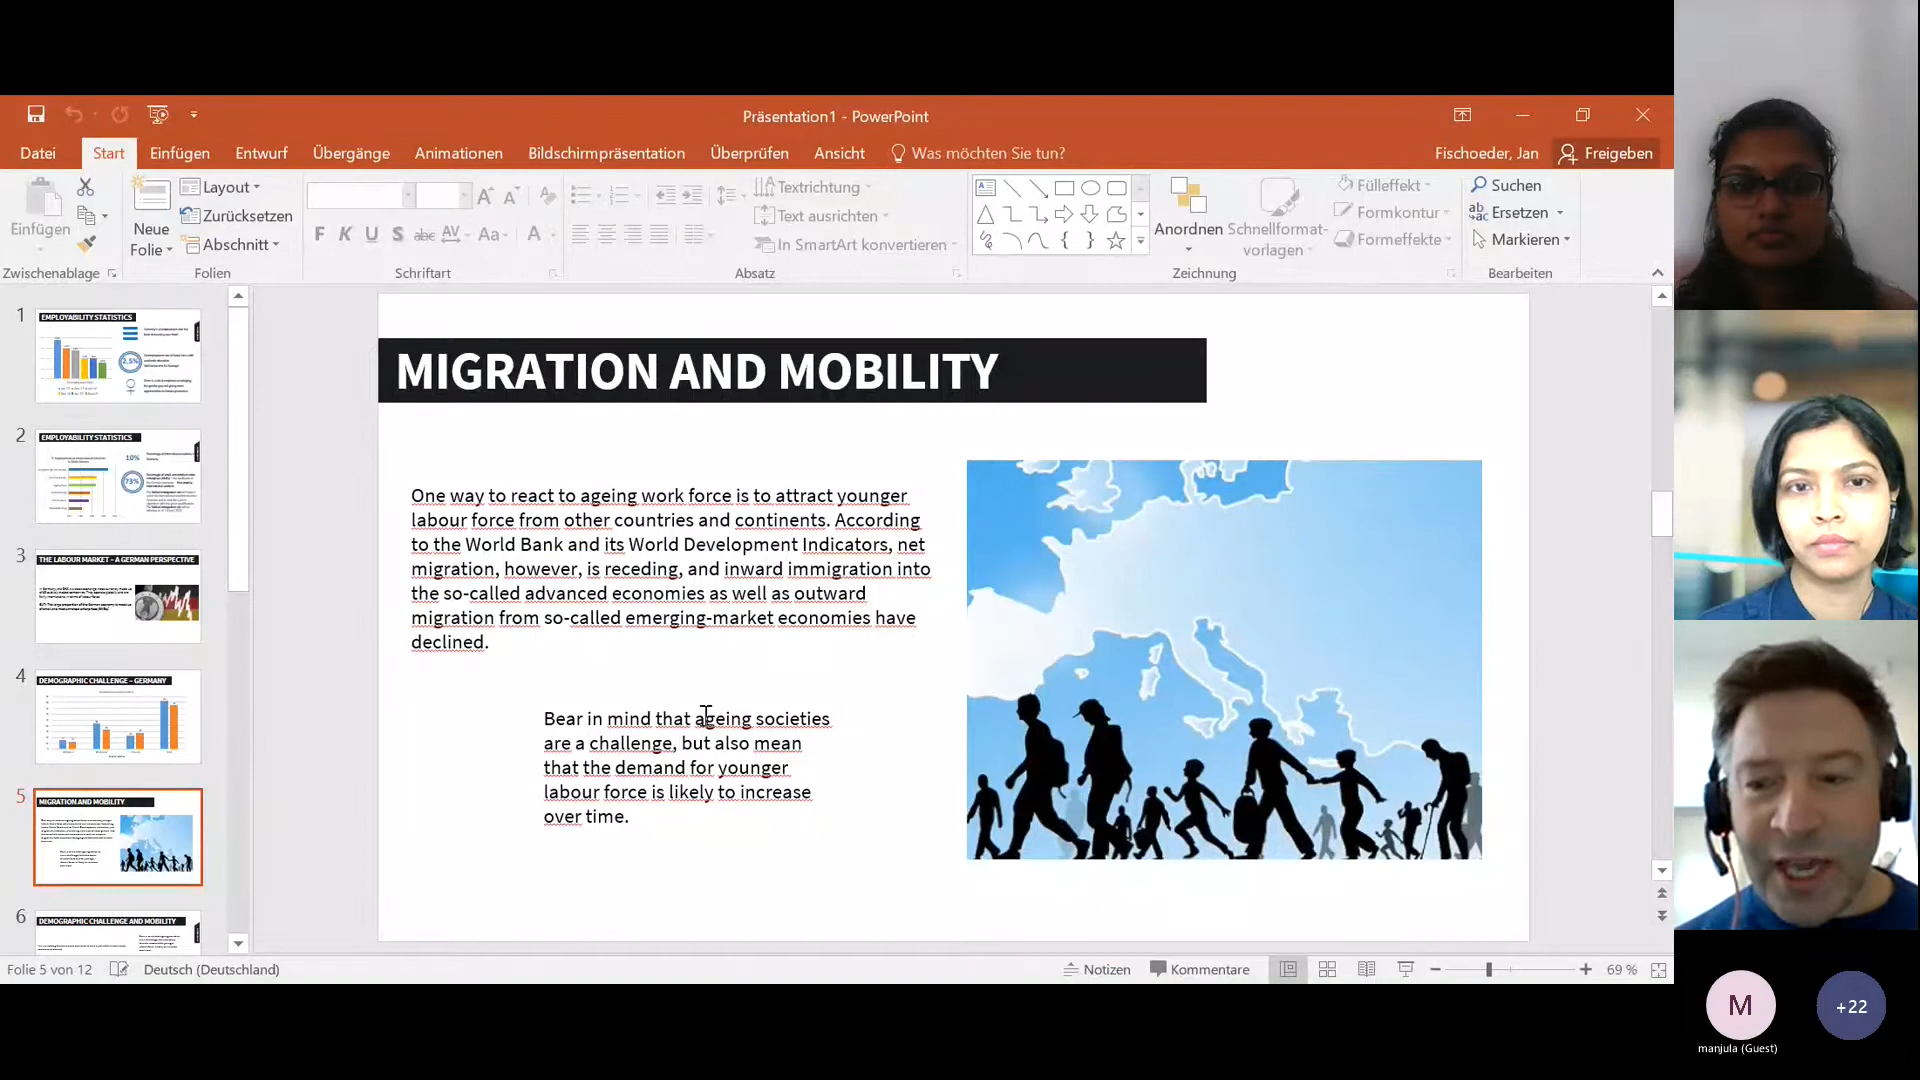 Präsentation1 - PowerPoint
Datei Start Einfügen Entwurf Übergänge Animationen Bildschirmpräsentation Überprüfen Ansicht Was möchten Sie tun? Fischoeder, Jan Freigeben
Einfügen
Zwischenablage
Neue
Folie
Layout
Zurücksetzen
Abschnitt
Folien
F K U S abc AV Aa A
Schriftart
Textrichtung
Text ausrichten
In SmartArt konvertieren
Absatz
Anordnen
Schnellformat-
vorlagen
Fülleffekt
Formkontur
Formeffekte
Zeichnung
Suchen
Ersetzen
Markieren
Bearbeiten
1
EMPLOYABILITY STATISTICS
2,5%
2
EMPLOYABILITY STATISTICS
10%
73%
3
THE LABOUR MARKET – A GERMAN PERSPECTIVE
4
DEMOGRAPHIC CHALLENGE – GERMANY
5
MIGRATION AND MOBILITY
6
DEMOGRAPHIC CHALLENGE AND MOBILITY
MIGRATION AND MOBILITY
One way to react to ageing work force is to attract younger
labour force from other countries and continents. According
to the World Bank and its World Development Indicators, net
migration, however, is receding, and inward immigration into
the so-called advanced economies as well as outward
migration from so-called emerging-market economies have
declined.
Bear in mind that ageing societies
are a challenge, but also mean
that the demand for younger
labour force is likely to increase
over time.
Folie 5 von 12 Deutsch (Deutschland) Notizen Kommentare 69 %
M
+22
manjula (Guest)